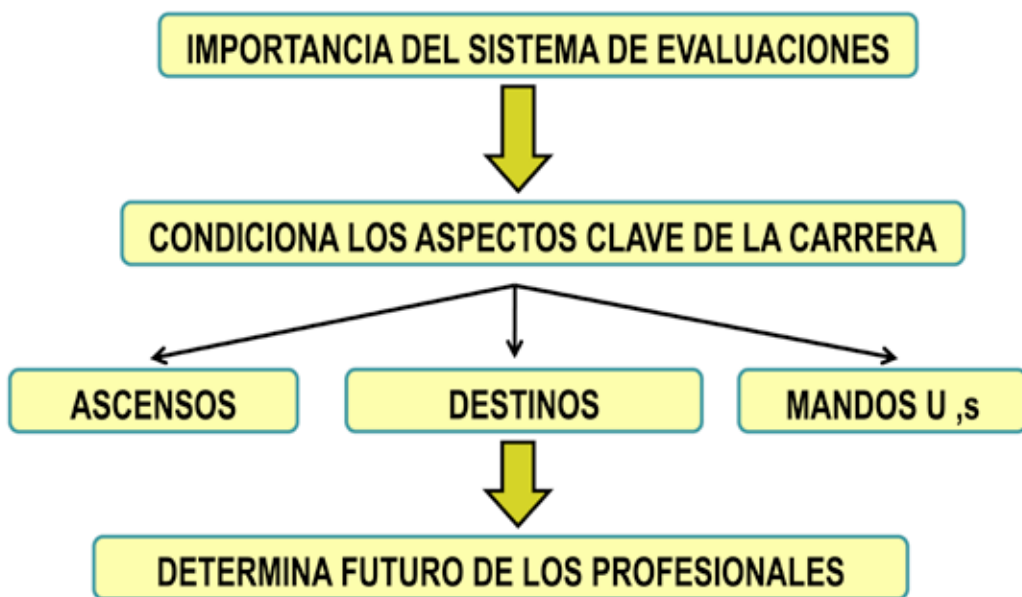 IMPORTANCIA DEL SISTEMA DE EVALUACIONES
CONDICIONA LOS ASPECTOS CLAVE DE LA CARRERA
ASCENSOS
DESTINOS
MANDOS U ,s
DETERMINA FUTURO DE LOS PROFESIONALES